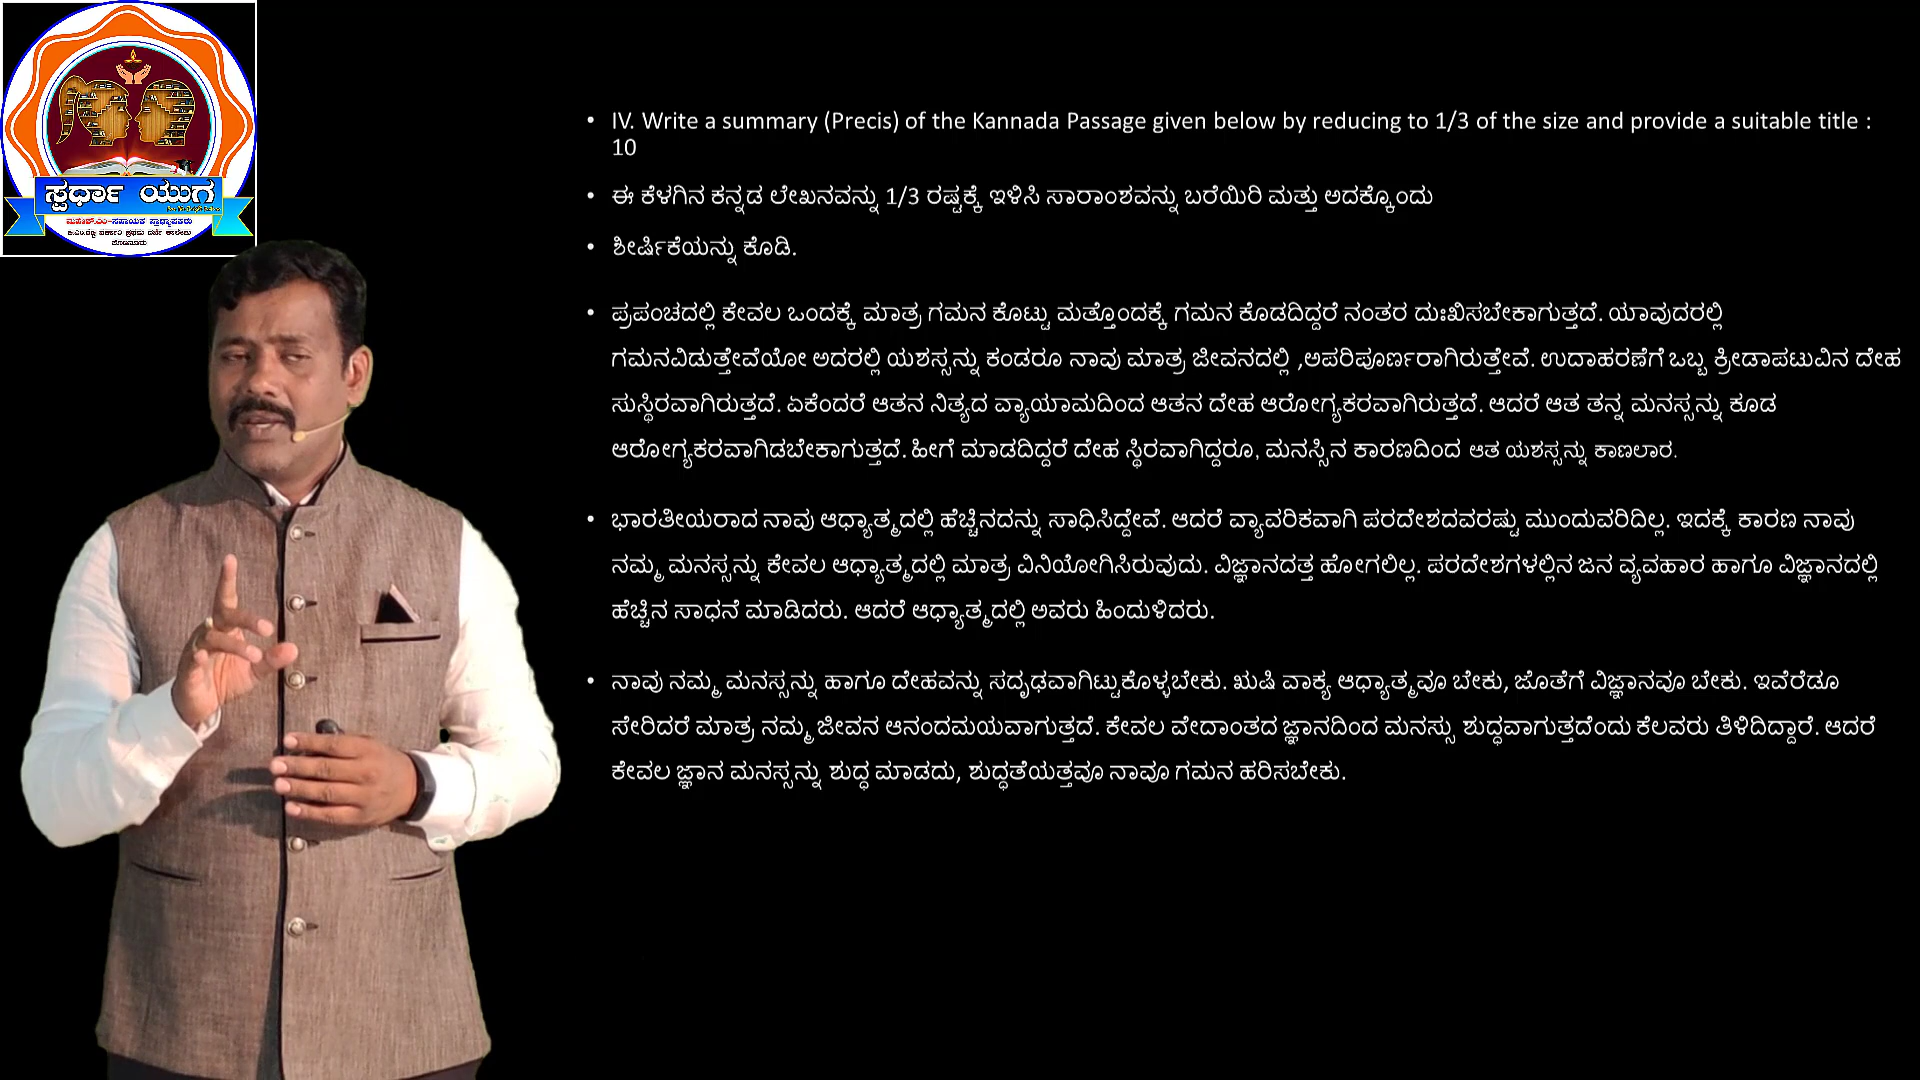 ಸ್ಪರ್ಧಾ ಯುಗ
IV. Write a summary (Precis) of the Kannada Passage given below by reducing to 1/3 of the size and provide a suitable title :
10
ಈ ಕೆಳಗಿನ ಕನ್ನಡ ಲೇಖನವನ್ನು 1/3 ರಷ್ಟಕ್ಕೆ ಇಳಿಸಿ ಸಾರಾಂಶವನ್ನು ಬರೆಯಿರಿ ಮತ್ತು ಅದಕ್ಕೊಂದು
ಶೀರ್ಷಿಕೆಯನ್ನು ಕೊಡಿ.
ಪ್ರಪಂಚದಲ್ಲಿ ಕೇವಲ ಒಂದಕ್ಕೆ ಮಾತ್ರ ಗಮನ ಕೊಟ್ಟು ಮತ್ತೊಂದಕ್ಕೆ ಗಮನ ಕೊಡದಿದ್ದರೆ ನಂತರ ದುಃಖಿಸಬೇಕಾಗುತ್ತದೆ. ಯಾವುದರಲ್ಲಿ
ಗಮನವಿಡುತ್ತೇವೆಯೋ ಅದರಲ್ಲಿ ಯಶಸ್ಸನ್ನು ಕಂಡರೂ ನಾವು ಮಾತ್ರ ಜೀವನದಲ್ಲಿ ,ಅಪರಿಪೂರ್ಣರಾಗಿರುತ್ತೇವೆ. ಉದಾಹರಣೆಗೆ ಒಬ್ಬ ಕ್ರೀಡಾಪಟುವಿನ ದೇಹ
ಸುಸ್ಥಿರವಾಗಿರುತ್ತದೆ. ಏಕೆಂದರೆ ಆತನ ನಿತ್ಯದ ವ್ಯಾಯಾಮದಿಂದ ಆತನ ದೇಹ ಆರೋಗ್ಯಕರವಾಗಿರುತ್ತದೆ. ಆದರೆ ಆತ ತನ್ನ ಮನಸ್ಸನ್ನು ಕೂಡ
ಆರೋಗ್ಯಕರವಾಗಿಡಬೇಕಾಗುತ್ತದೆ. ಹೀಗೆ ಮಾಡದಿದ್ದರೆ ದೇಹ ಸ್ಥಿರವಾಗಿದ್ದರೂ, ಮನಸ್ಸಿನ ಕಾರಣದಿಂದ ಆತ ಯಶಸ್ಸನ್ನು ಕಾಣಲಾರ.
ಭಾರತೀಯರಾದ ನಾವು ಆಧ್ಯಾತ್ಮದಲ್ಲಿ ಹೆಚ್ಚಿನದನ್ನು ಸಾಧಿಸಿದ್ದೇವೆ. ಆದರೆ ವ್ಯಾವರಿಕವಾಗಿ ಪರದೇಶದವರಷ್ಟು ಮುಂದುವರಿದಿಲ್ಲ. ಇದಕ್ಕೆ ಕಾರಣ ನಾವು
ನಮ್ಮ ಮನಸ್ಸನ್ನು ಕೇವಲ ಆಧ್ಯಾತ್ಮದಲ್ಲಿ ಮಾತ್ರ ವಿನಿಯೋಗಿಸಿರುವುದು. ವಿಜ್ಞಾನದತ್ತ ಹೋಗಲಿಲ್ಲ. ಪರದೇಶಗಳಲ್ಲಿನ ಜನ ವ್ಯವಹಾರ ಹಾಗೂ ವಿಜ್ಞಾನದಲ್ಲಿ
ಹೆಚ್ಚಿನ ಸಾಧನೆ ಮಾಡಿದರು. ಆದರೆ ಆಧ್ಯಾತ್ಮದಲ್ಲಿ ಅವರು ಹಿಂದುಳಿದರು.
ನಾವು ನಮ್ಮ ಮನಸ್ಸನ್ನು ಹಾಗೂ ದೇಹವನ್ನು ಸದೃಢವಾಗಿಟ್ಟುಕೊಳ್ಳಬೇಕು. ಋಷಿ ವಾಕ್ಯ ಆಧ್ಯಾತ್ಮವೂ ಬೇಕು, ಜೊತೆಗೆ ವಿಜ್ಞಾನವೂ ಬೇಕು. ಇವೆರೆಡೂ
ಸೇರಿದರೆ ಮಾತ್ರ ನಮ್ಮ ಜೀವನ ಆನಂದಮಯವಾಗುತ್ತದೆ. ಕೇವಲ ವೇದಾಂತದ ಜ್ಞಾನದಿಂದ ಮನಸ್ಸು ಶುದ್ಧವಾಗುತ್ತದೆಂದು ಕೆಲವರು ತಿಳಿದಿದ್ದಾರೆ. ಆದರೆ
ಕೇವಲ ಜ್ಞಾನ ಮನಸ್ಸನ್ನು ಶುದ್ಧ ಮಾಡದು, ಶುದ್ಧತೆಯತ್ತವೂ ನಾವೂ ಗಮನ ಹರಿಸಬೇಕು.